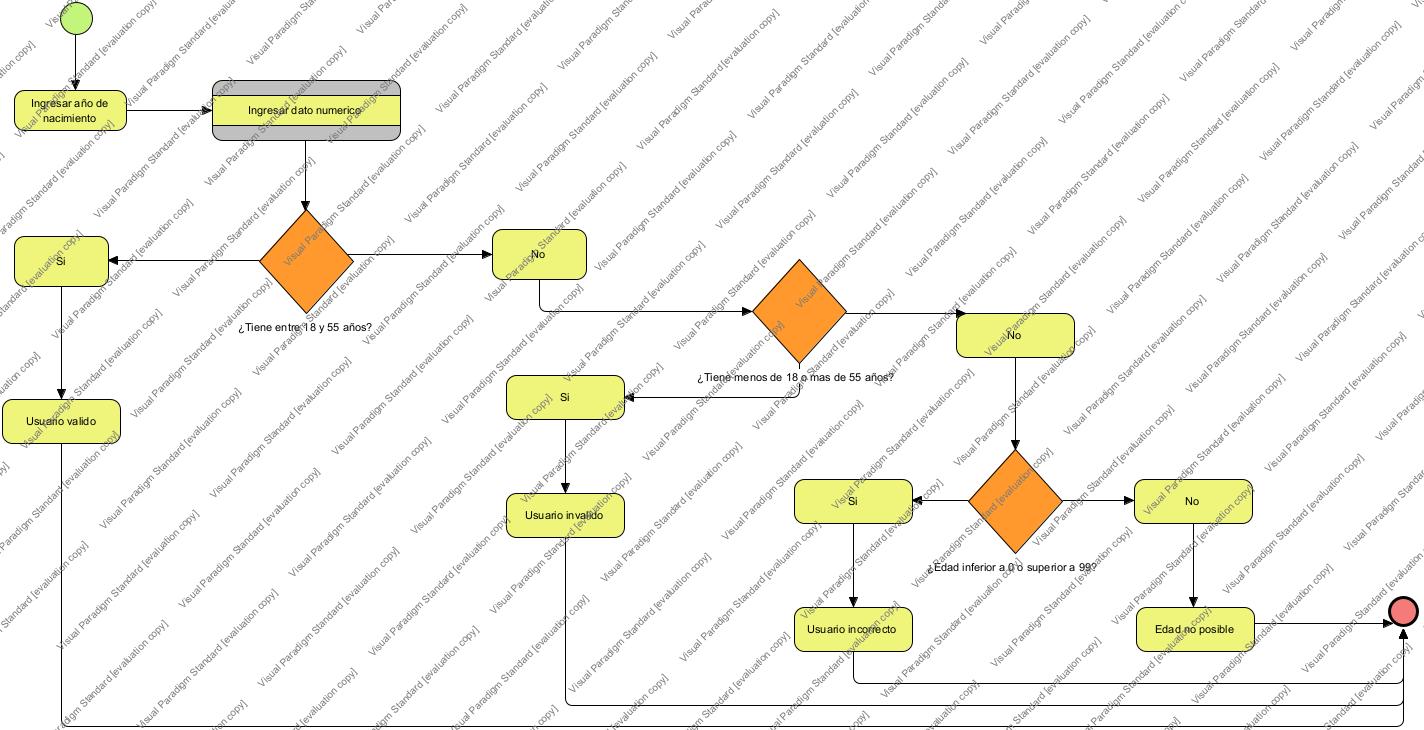 Ingresar año de
nacimiento
Ingresar dato numerico
Si
No
¿Tiene entre 18 y 55 años?
No
¿Tiene menos de 18 o mas de 55 años?
Si
Usuario valido
Si
No
Usuario invalido
¿Edad inferior a 0 o superior a 99?
Usuario incorrecto
Edad no posible
Visual Paradigm Standard [evaluation copy]